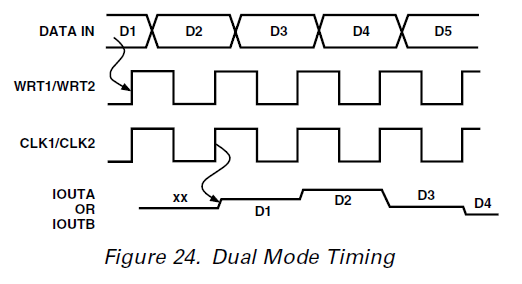 DATA IN D1 D2 D3 D4 D5
WRT1/WRT2
CLK1/CLK2
IOUTA
OR
IOUTB
xx D1 D2 D3 D4
Figure 24. Dual Mode Timing